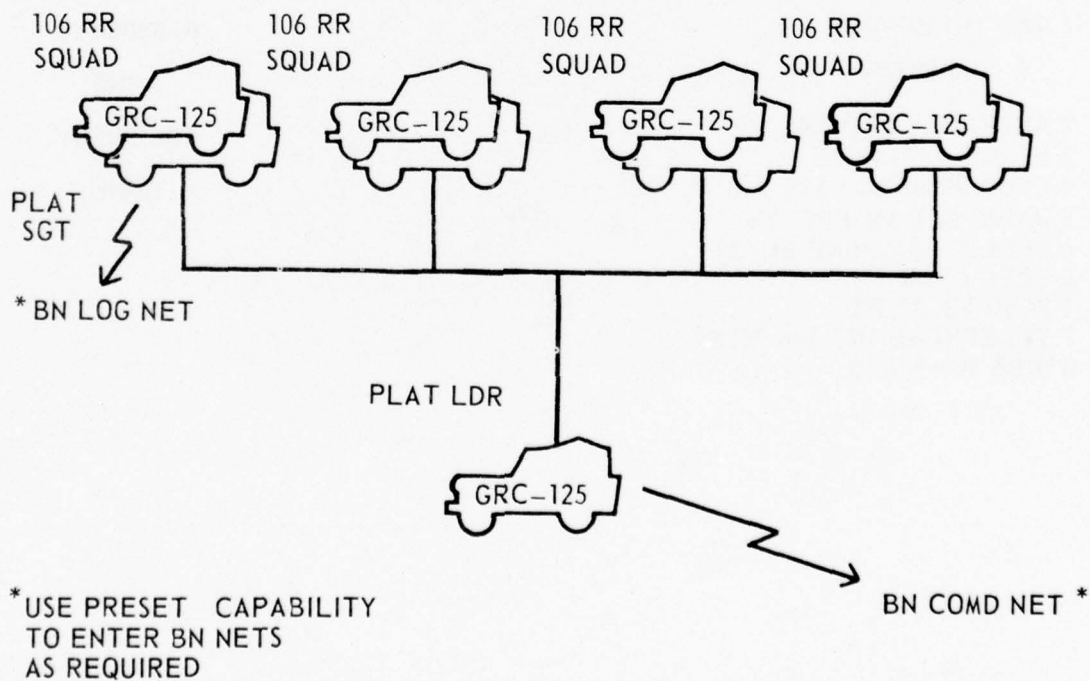 106 RR
SQUAD
106 RR
SQUAD
106 RR
SQUAD
106 RR
SQUAD
GRC-125
GRC-125
GRC-125
GRC-125
PLAT
SGT
* BN LOG NET
PLAT LDR
GRC-125
BN COMD NET *
* USE PRESET CAPABILITY
TO ENTER BN NETS
AS REQUIRED